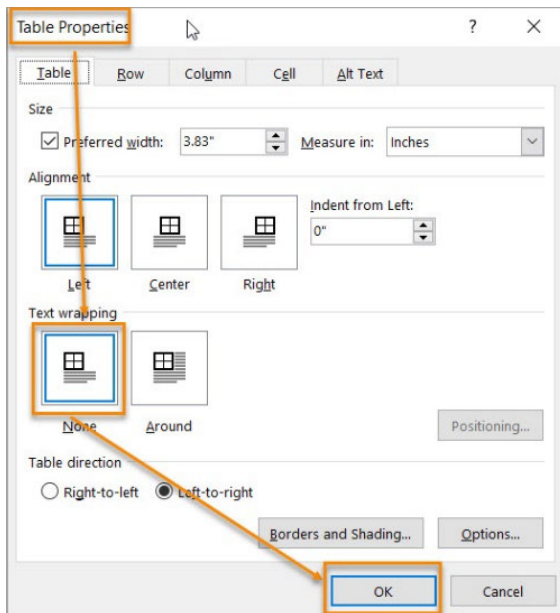 Table Properties ? ×
Table Row Column Cell Alt Text
Size
Preferred width: 3.83" Measure in: Inches
Alignment
Indent from Left:
0"
Left Center Right
Text wrapping
None Around
Positioning...
Table direction
Right-to-left Left-to-right
Borders and Shading... Options...
OK Cancel